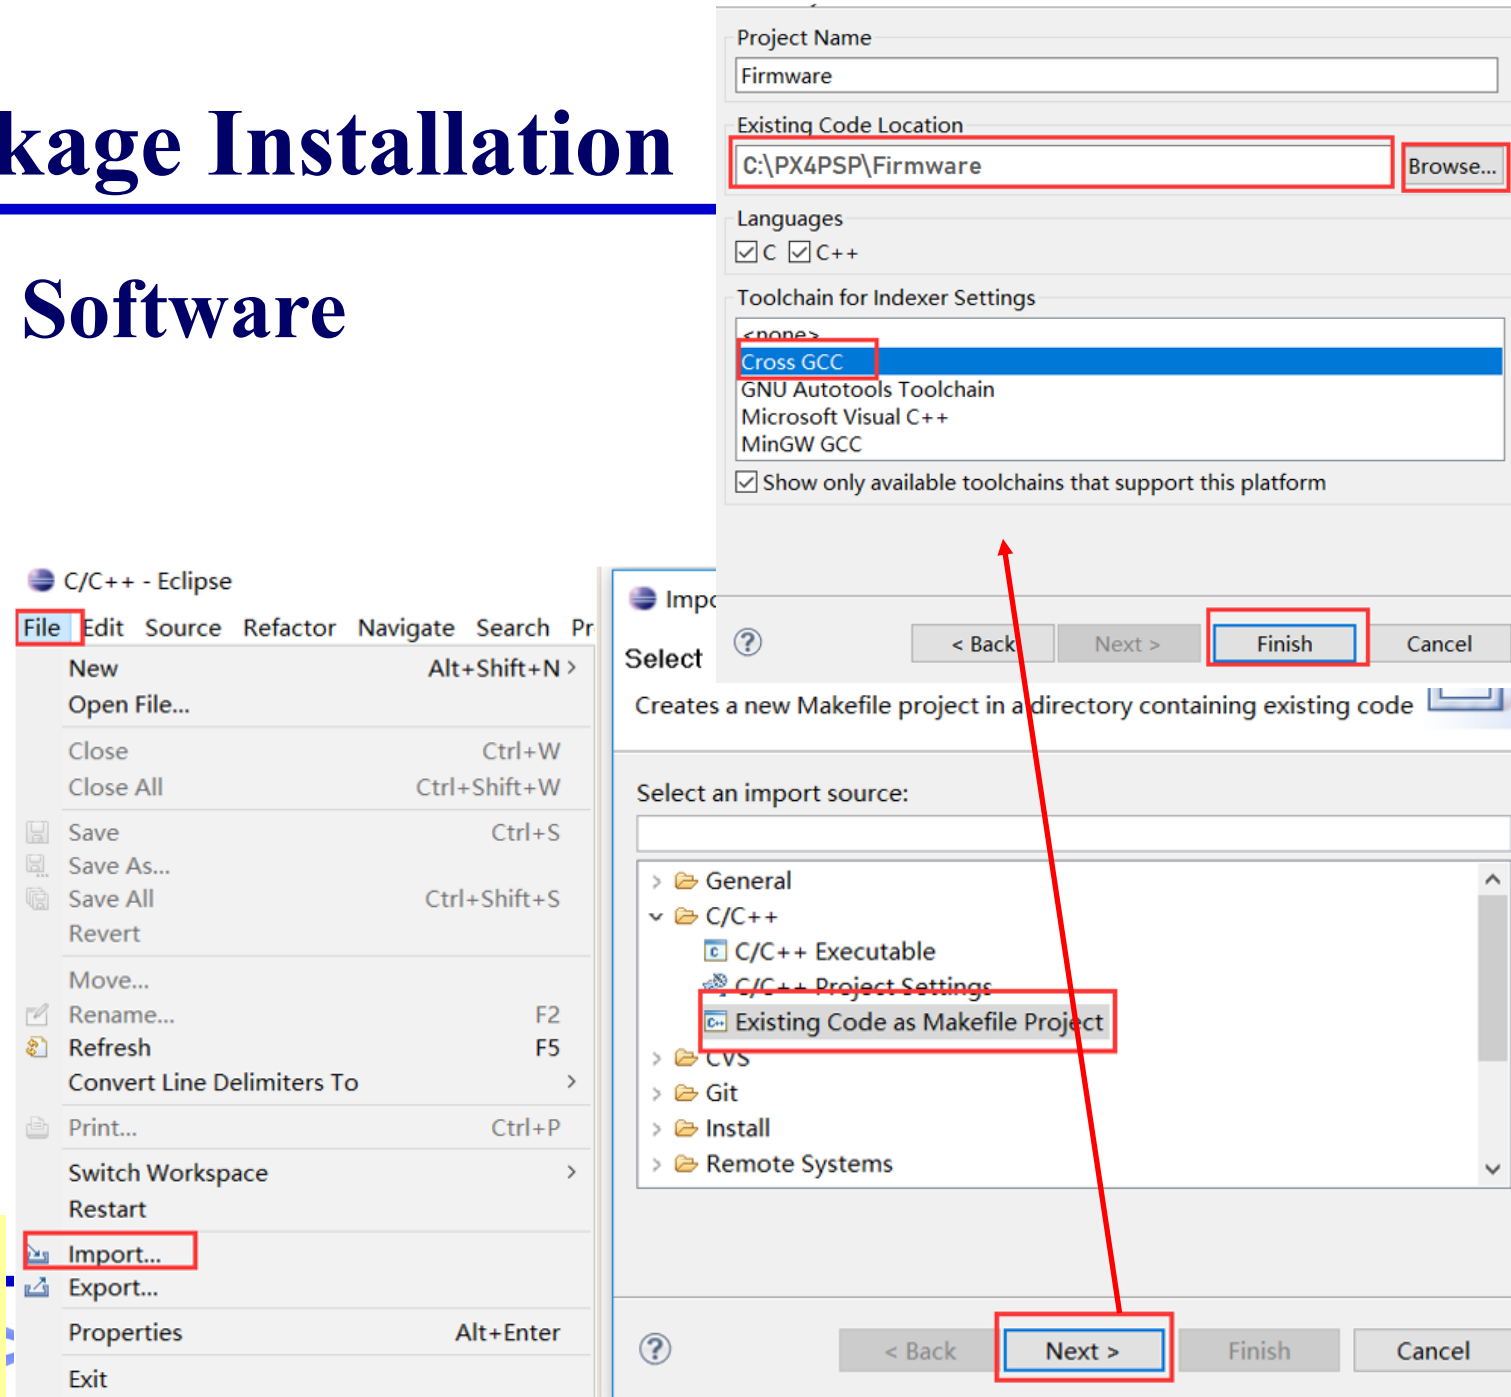 kage Installation
Software
Project Name
Firmware
Existing Code Location
C:\PX4PSP\Firmware
Browse...
Languages
C C++
Toolchain for Indexer Settings
<none>
Cross GCC
GNU Autotools Toolchain
Microsoft Visual C++
MinGW GCC
Show only available toolchains that support this platform
< Back Next > Finish Cancel
C/C++ - Eclipse
File Edit Source Refactor Navigate Search Pr
New Alt+Shift+N >
Open File...
Close Ctrl+W
Close All Ctrl+Shift+W
Save Ctrl+S
Save As...
Save All Ctrl+Shift+S
Revert
Move...
Rename... F2
Refresh F5
Convert Line Delimiters To >
Print... Ctrl+P
Switch Workspace >
Restart
Import...
Export...
Properties Alt+Enter
Exit
Impo
Select
Creates a new Makefile project in a directory containing existing code
Select an import source:
General
C/C++
C/C++ Executable
C/C++ Project Settings
Existing Code as Makefile Project
CVS
Git
Install
Remote Systems
< Back Next > Finish Cancel